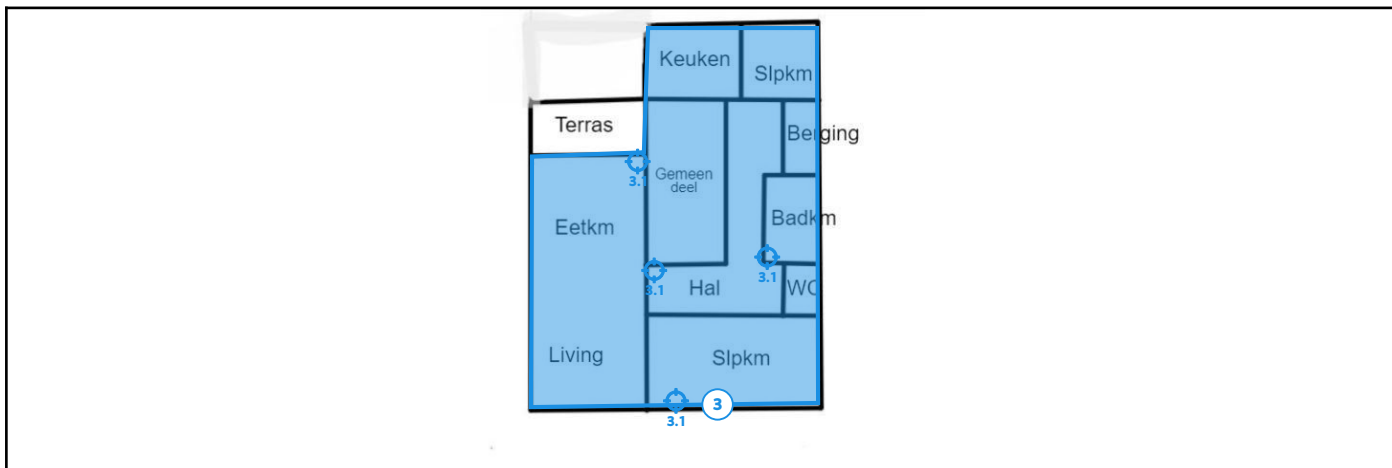 Keuken
Slpkm
Terras
Berging
Gemeen
deel
3.1
Eetkm
Badkm
3.1
3.1
Hal
WC
Living
Slpkm
3
3.1